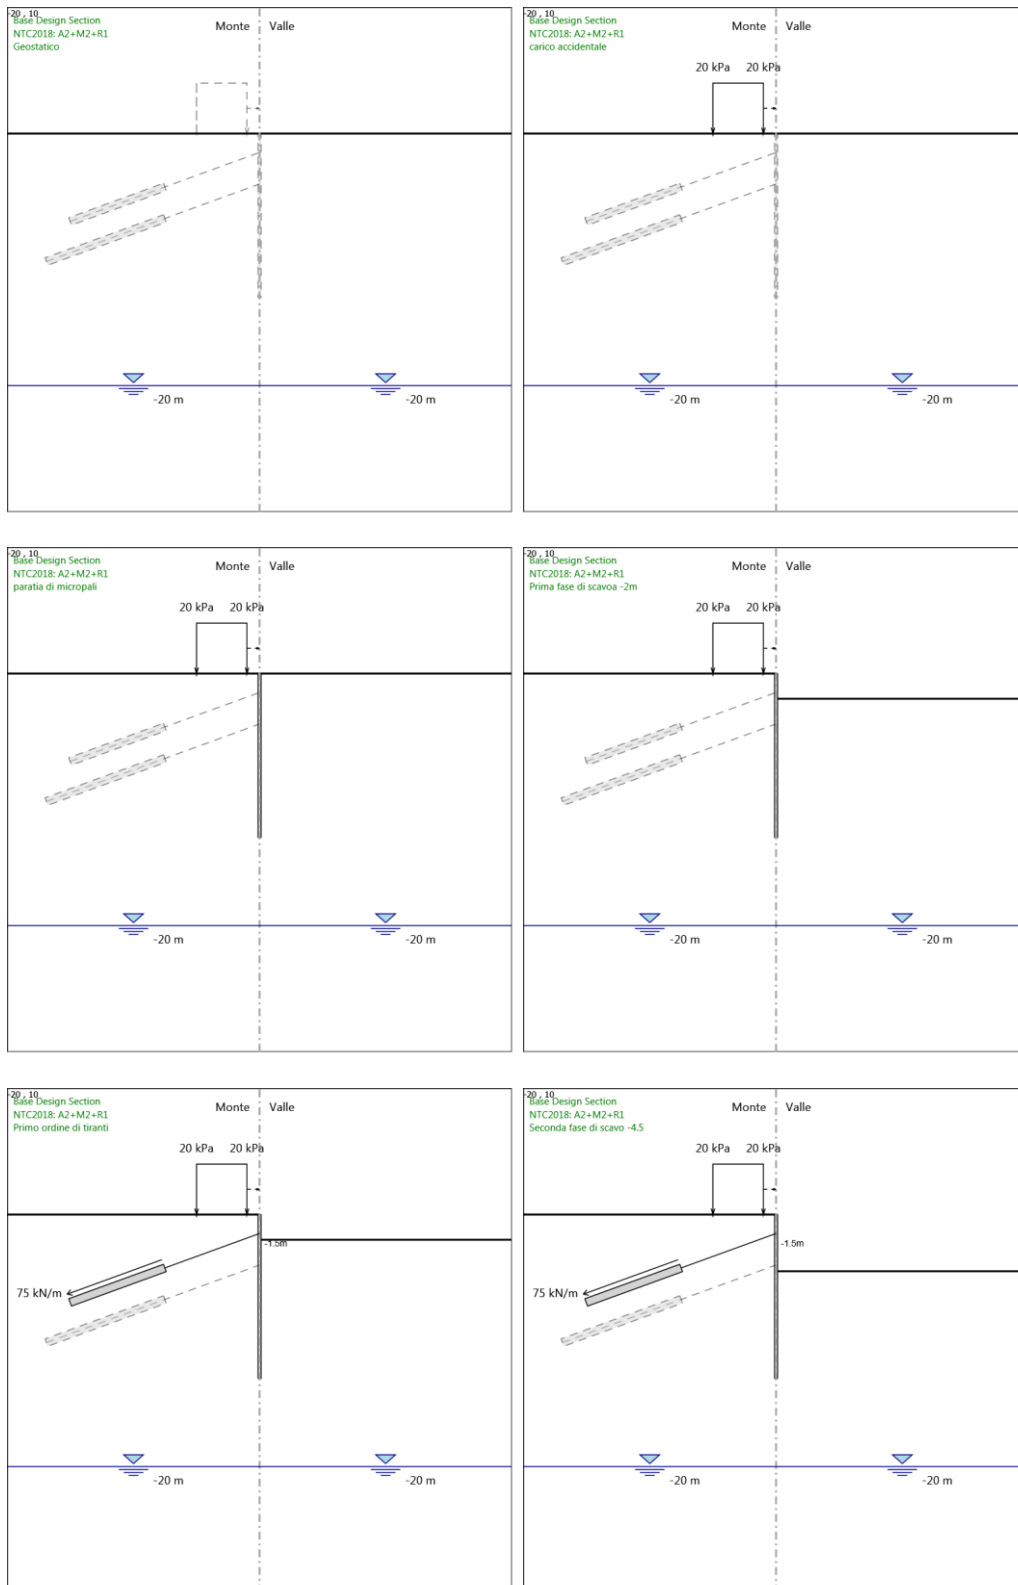 -20 , 10
Base Design Section
NTC2018: A2+M2+R1
Geostatico
Monte
Valle
-20 m
-20 m
-20 , 10
Base Design Section
NTC2018: A2+M2+R1
carico accidentale
Monte
Valle
20 kPa
20 kPa
-20 m
-20 m
-20 , 10
Base Design Section
NTC2018: A2+M2+R1
paratia di micropali
Monte
Valle
20 kPa
20 kPa
-20 m
-20 m
-20 , 10
Base Design Section
NTC2018: A2+M2+R1
Prima fase di scavoa -2m
Monte
Valle
20 kPa
20 kPa
-20 m
-20 m
-20 , 10
Base Design Section
NTC2018: A2+M2+R1
Primo ordine di tiranti
Monte
Valle
20 kPa
20 kPa
-1.5m
75 kN/m
-20 m
-20 m
-20 , 10
Base Design Section
NTC2018: A2+M2+R1
Seconda fase di scavo -4.5
Monte
Valle
20 kPa
20 kPa
-1.5m
75 kN/m
-20 m
-20 m